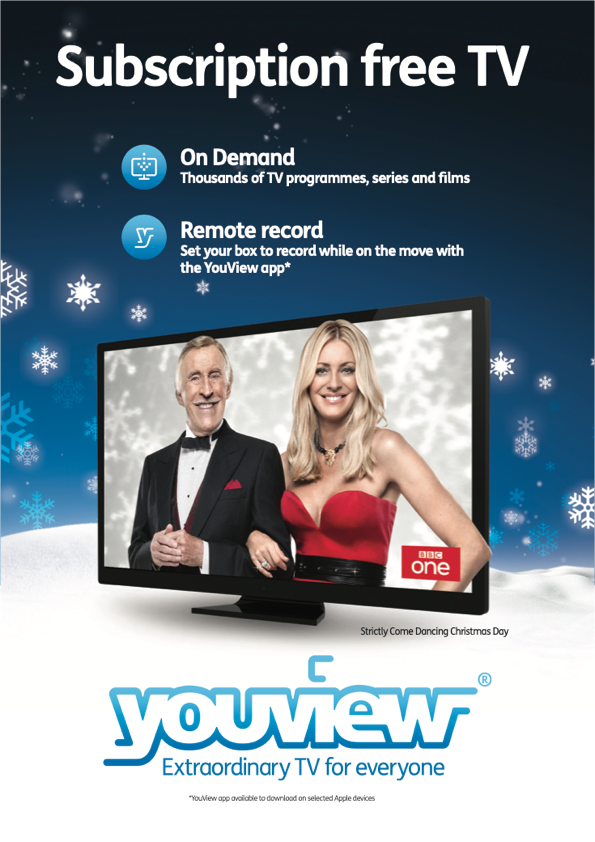 Subscription free TV
On Demand
Thousands of TV programmes, series and films
Remote record
Set your box to record while on the move with
the YouView app*
BBC
one
Strictly Come Dancing Christmas Day
youview®
Extraordinary TV for everyone
*YouView app available to download on selected Apple devices